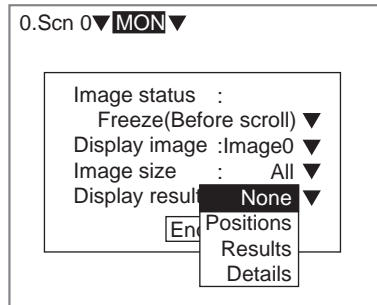 0.Scn 0▼ MON▼
Image status :
Freeze(Before scroll) ▼
Display image :Image0 ▼
Image size : All ▼
Display result None ▼
Positions
Results
Details